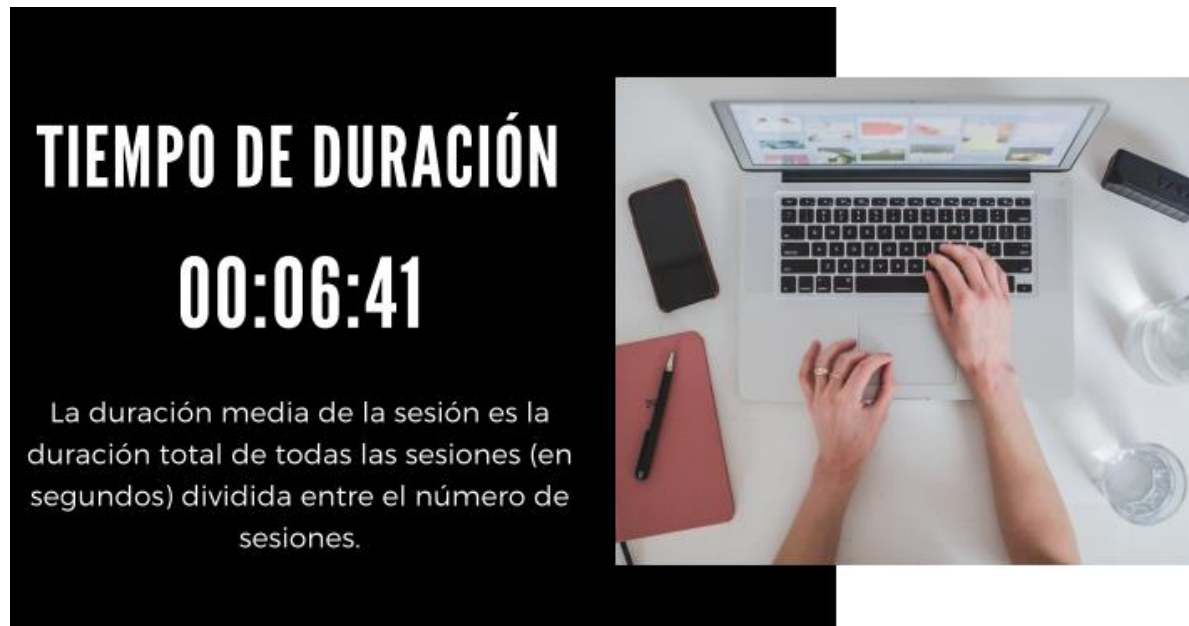 TIEMPO DE DURACIÓN
00:06:41
La duración media de la sesión es la
duración total de todas las sesiones (en
segundos) dividida entre el número de
sesiones.